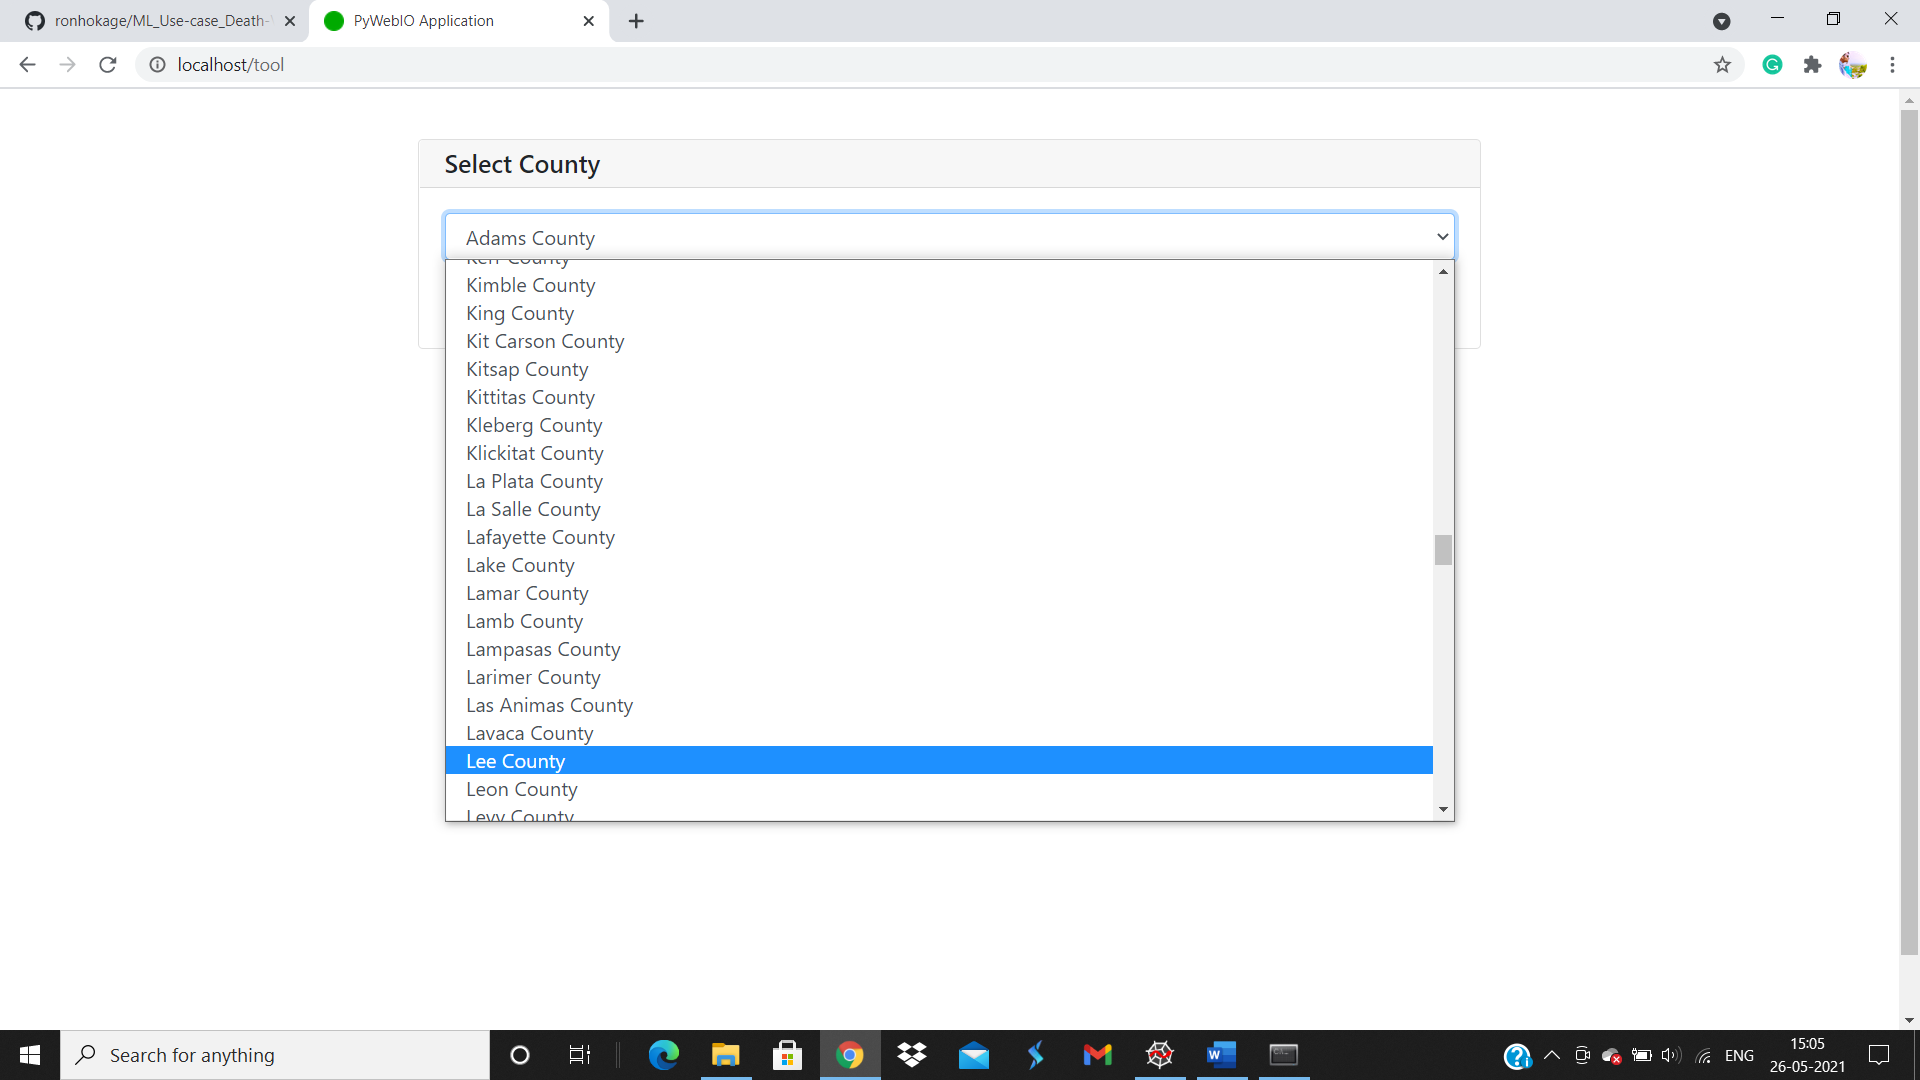 ronhokage/ML_Use-case_Death-
PyWebIO Application
localhost/tool
Select County
Adams County
Kerr County
Kimble County
King County
Kit Carson County
Kitsap County
Kittitas County
Kleberg County
Klickitat County
La Plata County
La Salle County
Lafayette County
Lake County
Lamar County
Lamb County
Lampasas County
Larimer County
Las Animas County
Lavaca County
Lee County
Leon County
Levy County
Search for anything
ENG
15:05
26-05-2021